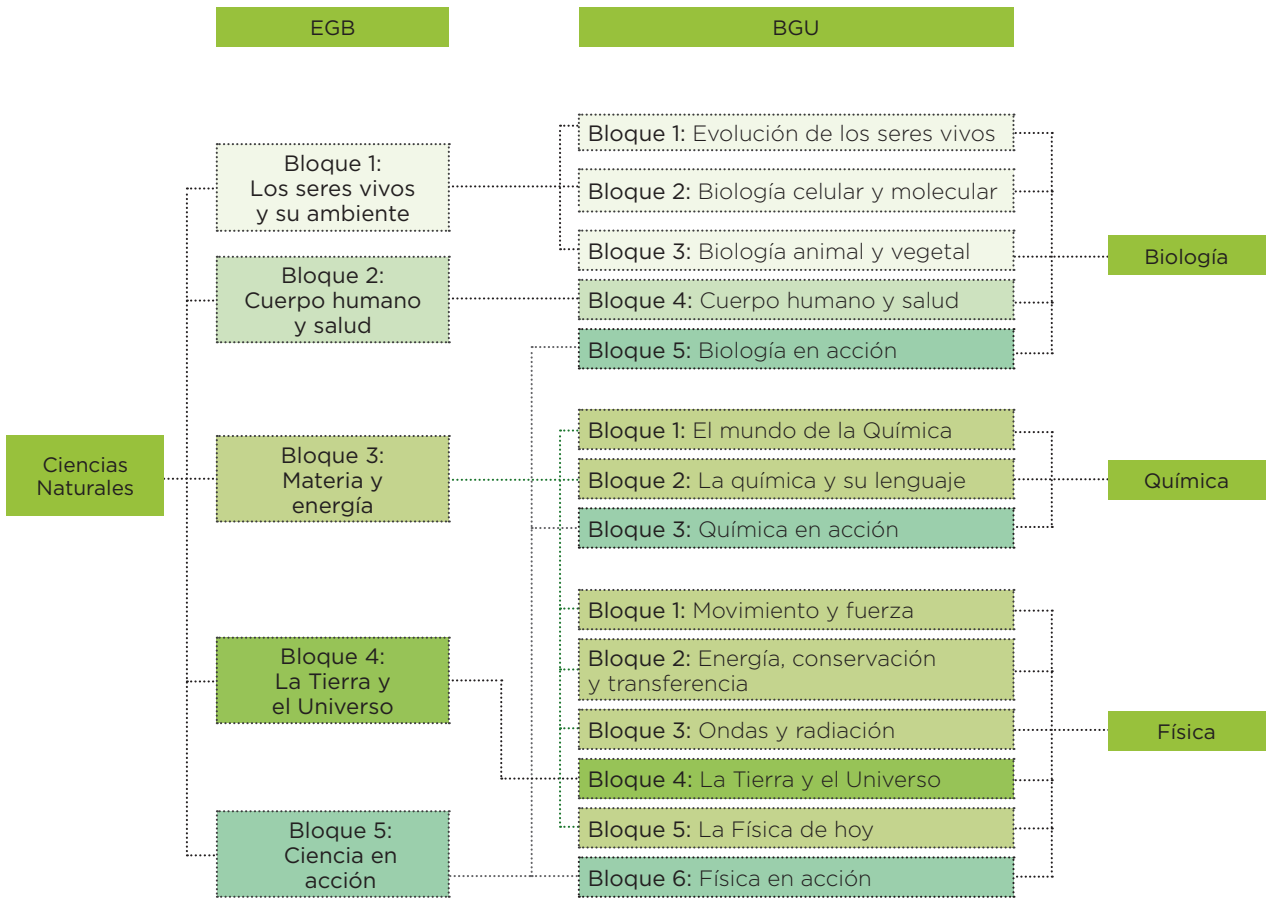 EGB
BGU
Ciencias
Naturales
Bloque 1:
Los seres vivos
y su ambiente
Bloque 2:
Cuerpo humano
y salud
Bloque 3:
Materia y
energía
Bloque 4:
La Tierra y
el Universo
Bloque 5:
Ciencia en
acción
Bloque 1: Evolución de los seres vivos
Bloque 2: Biología celular y molecular
Bloque 3: Biología animal y vegetal
Bloque 4: Cuerpo humano y salud
Bloque 5: Biología en acción
Biología
Bloque 1: El mundo de la Química
Bloque 2: La química y su lenguaje
Bloque 3: Química en acción
Química
Bloque 1: Movimiento y fuerza
Bloque 2: Energía, conservación
y transferencia
Bloque 3: Ondas y radiación
Bloque 4: La Tierra y el Universo
Bloque 5: La Física de hoy
Bloque 6: Física en acción
Física